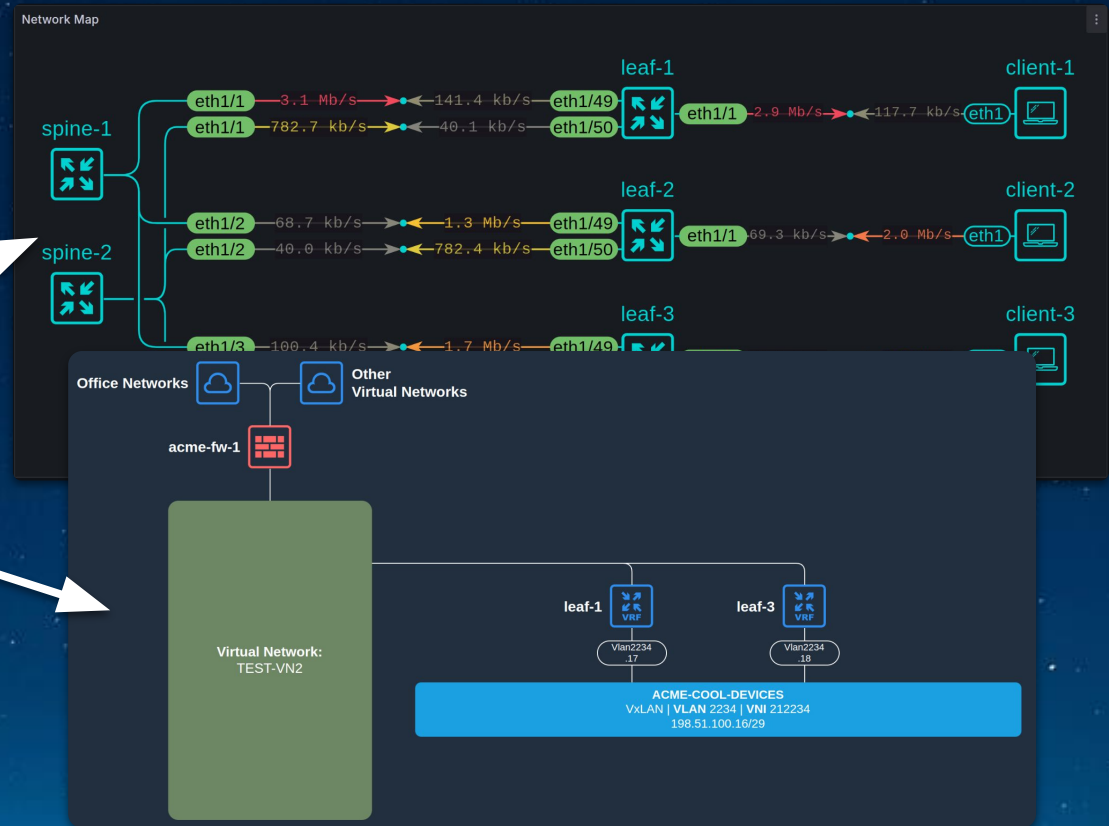 Network Map
leaf-1
client-1
eth1/1 3.1 Mb/s 141.4 kb/s eth1/49
eth1/1 2.9 Mb/s 117.7 kb/s eth1
spine-1
eth1/1 782.7 kb/s 40.1 kb/s eth1/50
leaf-2
client-2
eth1/2 68.7 kb/s 1.3 Mb/s eth1/49
eth1/1 69.3 kb/s 2.0 Mb/s eth1
spine-2
eth1/2 40.0 kb/s 782.4 kb/s eth1/50
leaf-3
client-3
eth1/3 100.4 kb/s 1.7 Mb/s eth1/49
Office Networks
Other
Virtual Networks
acme-fw-1
leaf-1
VRF
leaf-3
VRF
Vlan2234
.17
Vlan2234
.18
Virtual Network:
TEST-VN2
ACME-COOL-DEVICES
VxLAN | VLAN 2234 | VNI 212234
198.51.100.16/29